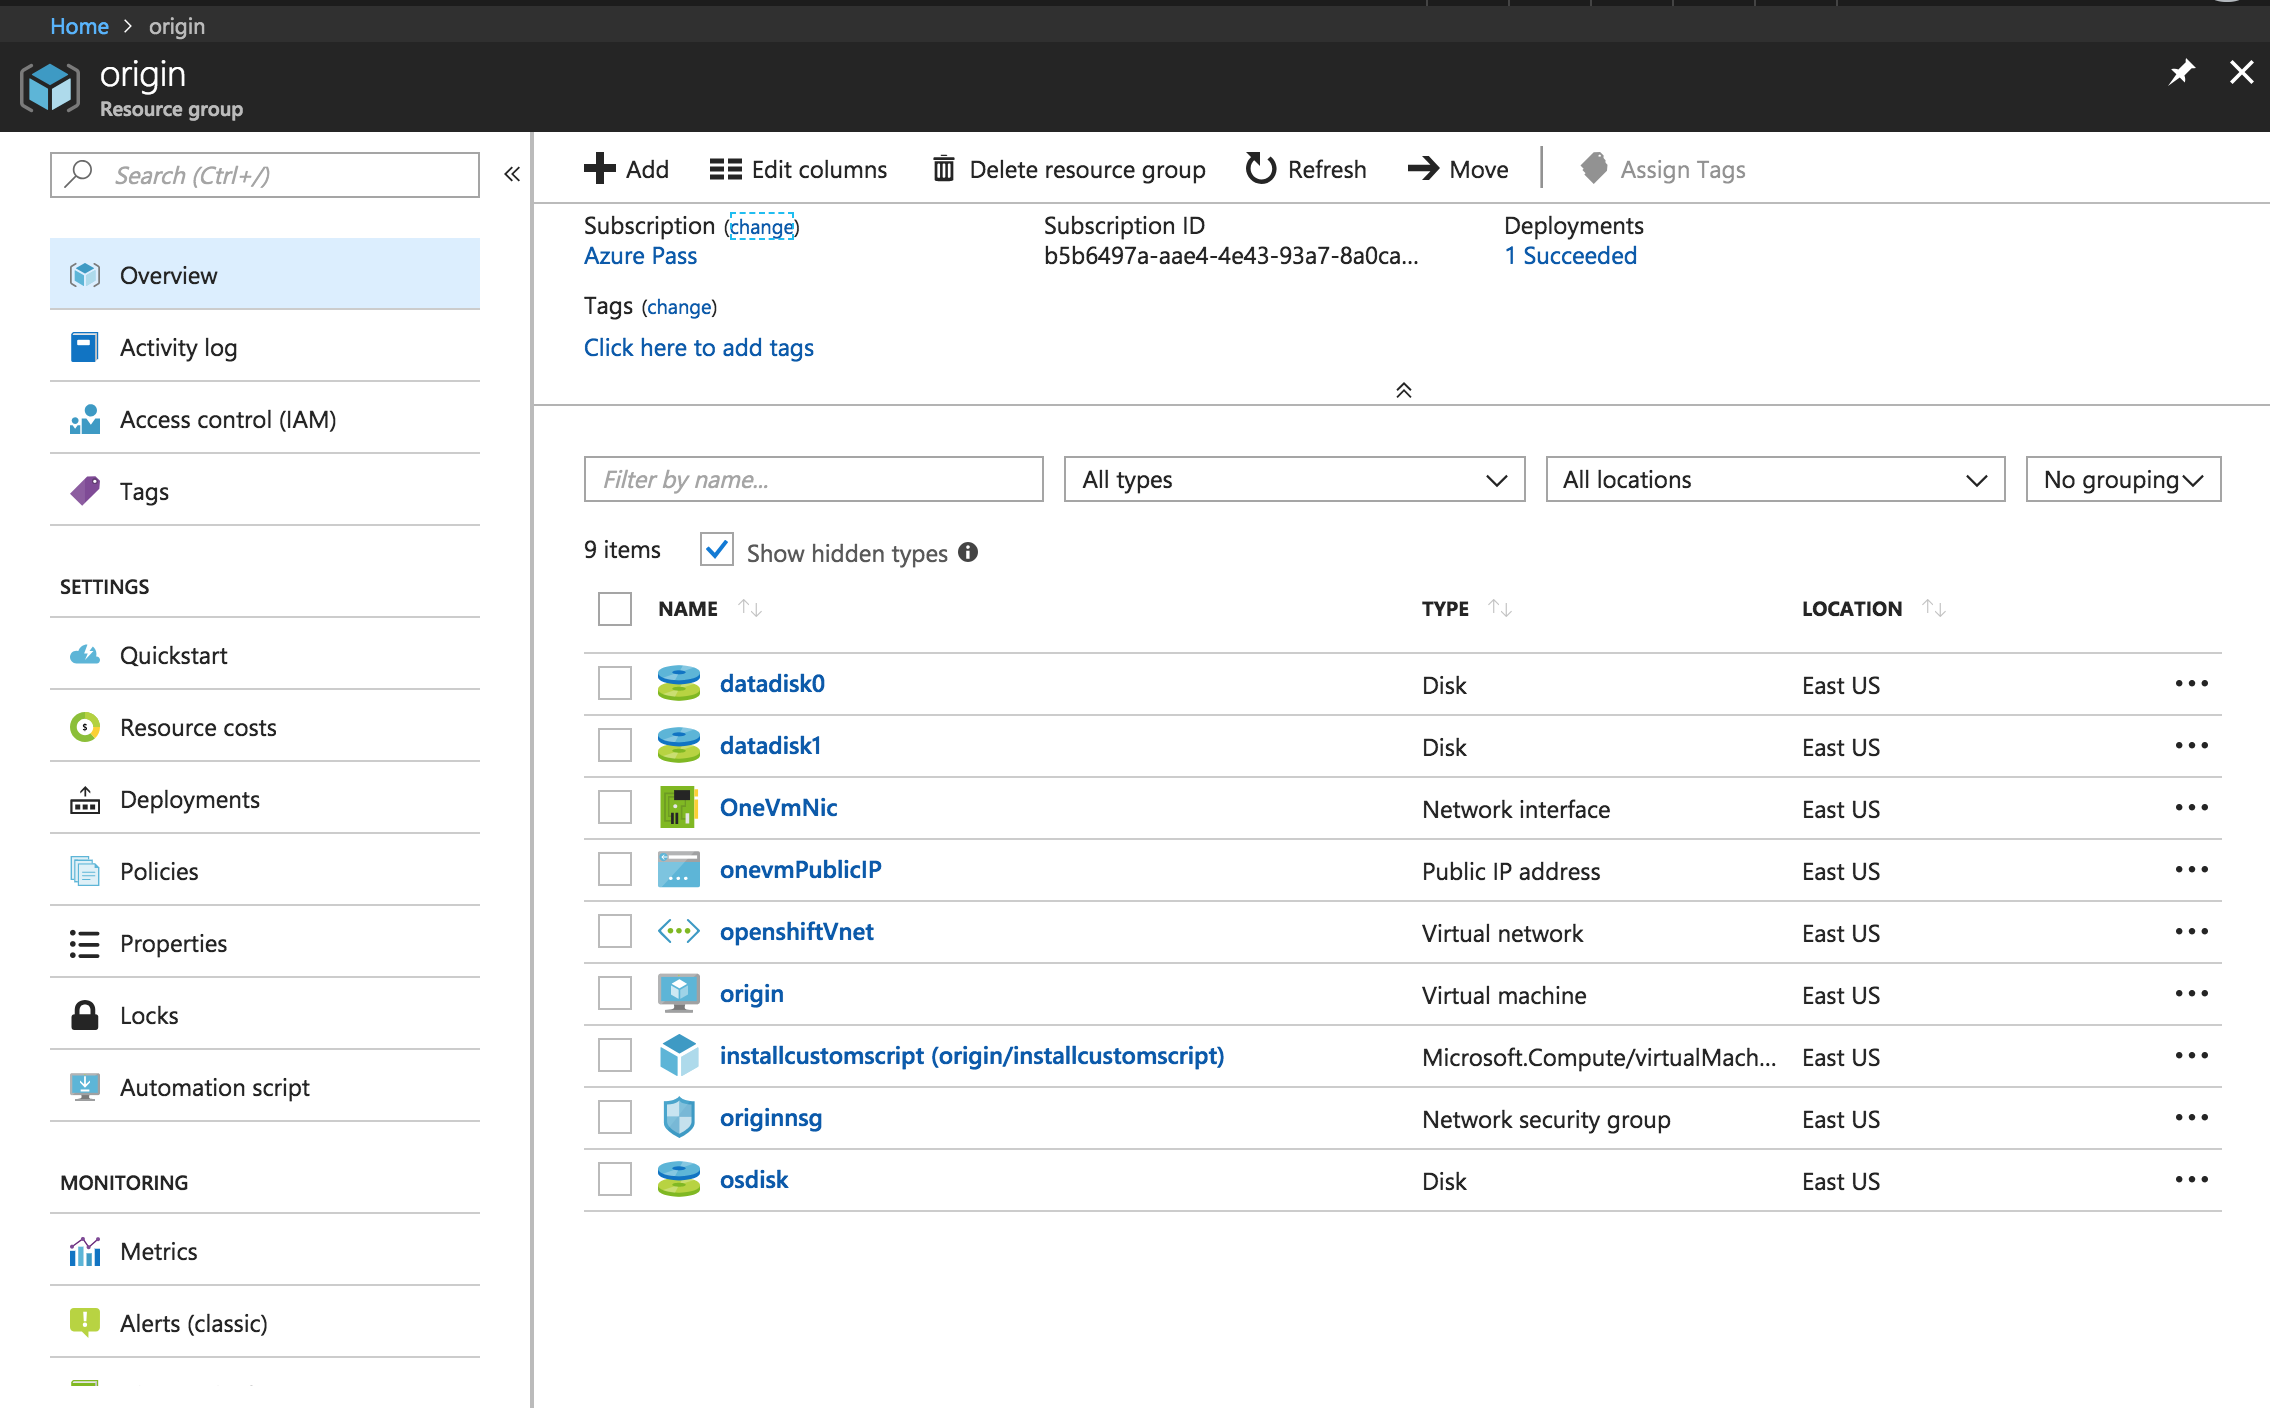 Home > origin
origin
Resource group
Search (Ctrl+/)
«
Overview
Activity log
Access control (IAM)
Tags
SETTINGS
Quickstart
Resource costs
Deployments
Policies
Properties
Locks
Automation script
MONITORING
Metrics
Alerts (classic)
Add Edit columns Delete resource group Refresh Move Assign Tags
Subscription (change) Subscription ID Deployments
Azure Pass b5b6497a-aae4-4e43-93a7-8a0ca... 1 Succeeded
Tags (change)
Click here to add tags
Filter by name... All types All locations No grouping
9 items Show hidden types
NAME TYPE LOCATION
datadisk0 Disk East US
datadisk1 Disk East US
OneVmNic Network interface East US
onevmPublicIP Public IP address East US
openshiftVnet Virtual network East US
origin Virtual machine East US
installcustomscript (origin/installcustomscript) Microsoft.Compute/virtualMach... East US
originnsg Network security group East US
osdisk Disk East US